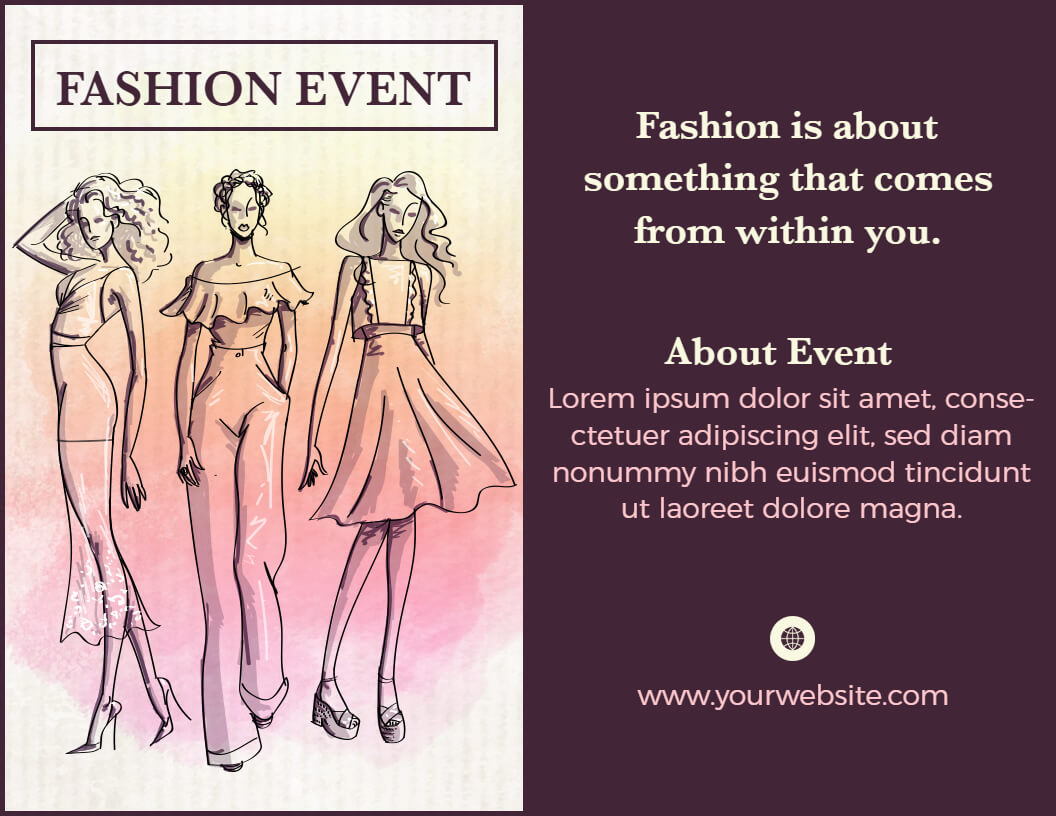 FASHION EVENT
Fashion is about
something that comes
from within you.
About Event
Lorem ipsum dolor sit amet, conse-
ctetuer adipiscing elit, sed diam
nonummy nibh euismod tincidunt
ut laoreet dolore magna.
www.yourwebsite.com